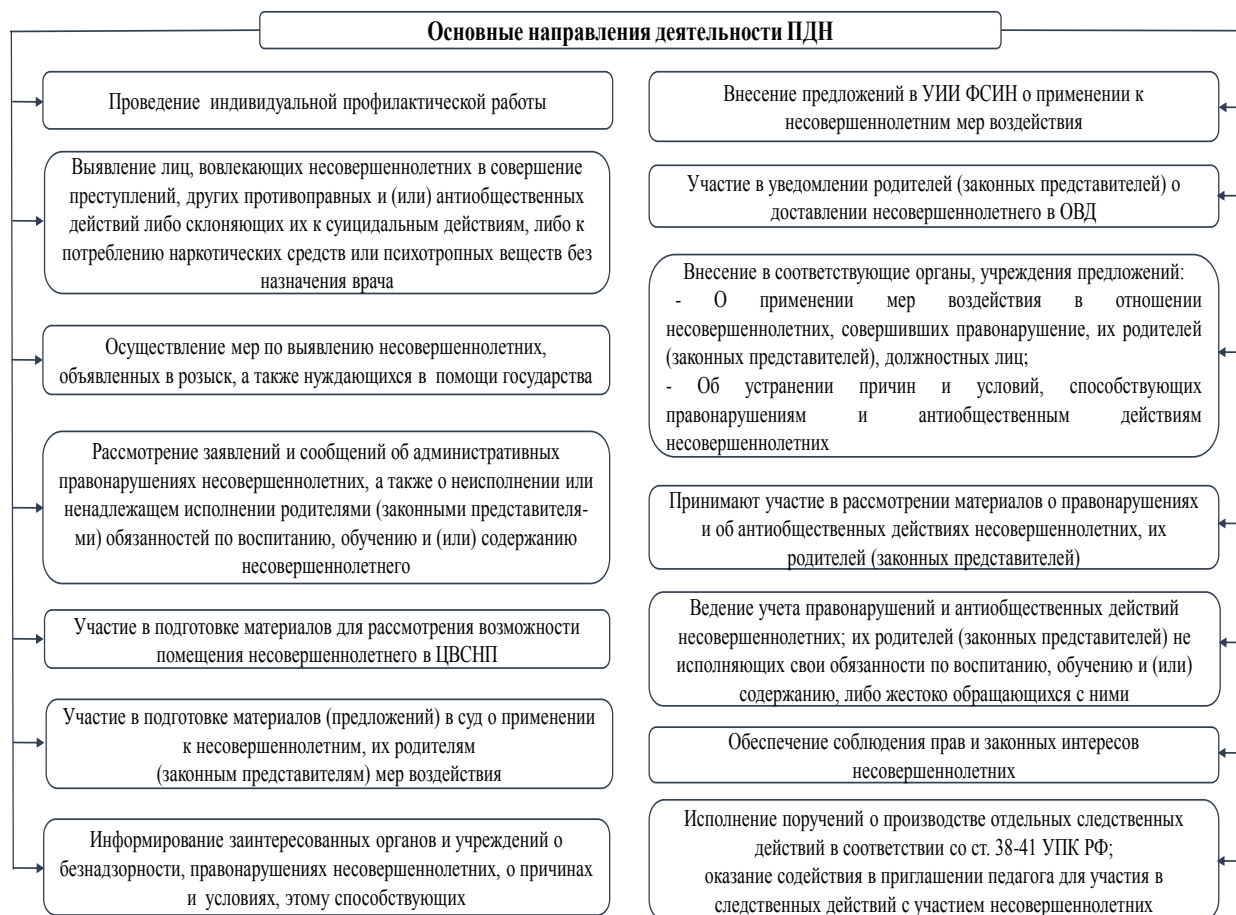 Основные направления деятельности ПДН
Проведение индивидуальной профилактической работы
Выявление лиц, вовлекающих несовершеннолетних в совершение
преступлений, других противоправных и (или) антиобщественных
действий либо склоняющих их к суицидальным действиям, либо к
потреблению наркотических средств или психотропных веществ без
назначения врача
Осуществление мер по выявлению несовершеннолетних,
объявленных в розыск, а также нуждающихся в помощи государства
Рассмотрение заявлений и сообщений об административных
правонарушениях несовершеннолетних, а также о неисполнении или
ненадлежащем исполнении родителями (законными представителя-
ми) обязанностей по воспитанию, обучению и (или) содержанию
несовершеннолетнего
Участие в подготовке материалов для рассмотрения возможности
помещения несовершеннолетнего в ЦВСНП
Участие в подготовке материалов (предложений) в суд о применении
к несовершеннолетним, их родителям
(законным представителям) мер воздействия
Информирование заинтересованных органов и учреждений о
безнадзорности, правонарушениях несовершеннолетних, о причинах
и условиях, этому способствующих
Внесение предложений в УИИ ФСИН о применении к
несовершеннолетним мер воздействия
Участие в уведомлении родителей (законных представителей) о
доставлении несовершеннолетнего в ОВД
Внесение в соответствующие органы, учреждения предложений:
- О применении мер воздействия в отношении
несовершеннолетних, совершивших правонарушение, их родителей
(законных представителей), должностных лиц;
- Об устранении причин и условий, способствующих
правонарушениям и антиобщественным действиям
несовершеннолетних
Принимают участие в рассмотрении материалов о правонарушениях
и об антиобщественных действиях несовершеннолетних, их
родителей (законных представителей)
Ведение учета правонарушений и антиобщественных действий
несовершеннолетних; их родителей (законных представителей) не
исполняющих свои обязанности по воспитанию, обучению и (или)
содержанию, либо жестоко обращающихся с ними
Обеспечение соблюдения прав и законных интересов
несовершеннолетних
Исполнение поручений о производстве отдельных следственных
действий в соответствии со ст. 38-41 УПК РФ;
оказание содействия в приглашении педагога для участия в
следственных действий с участием несовершеннолетних